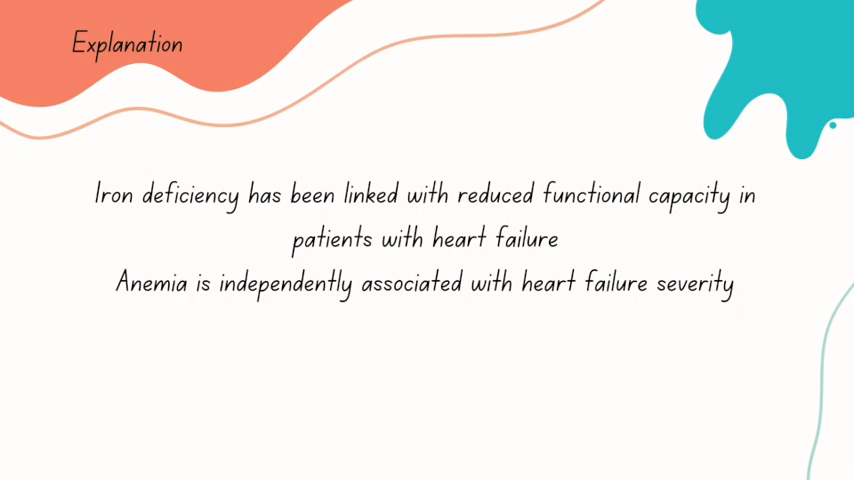 Explanation
Iron deficiency has been linked with reduced functional capacity in
patients with heart failure
Anemia is independently associated with heart failure severity